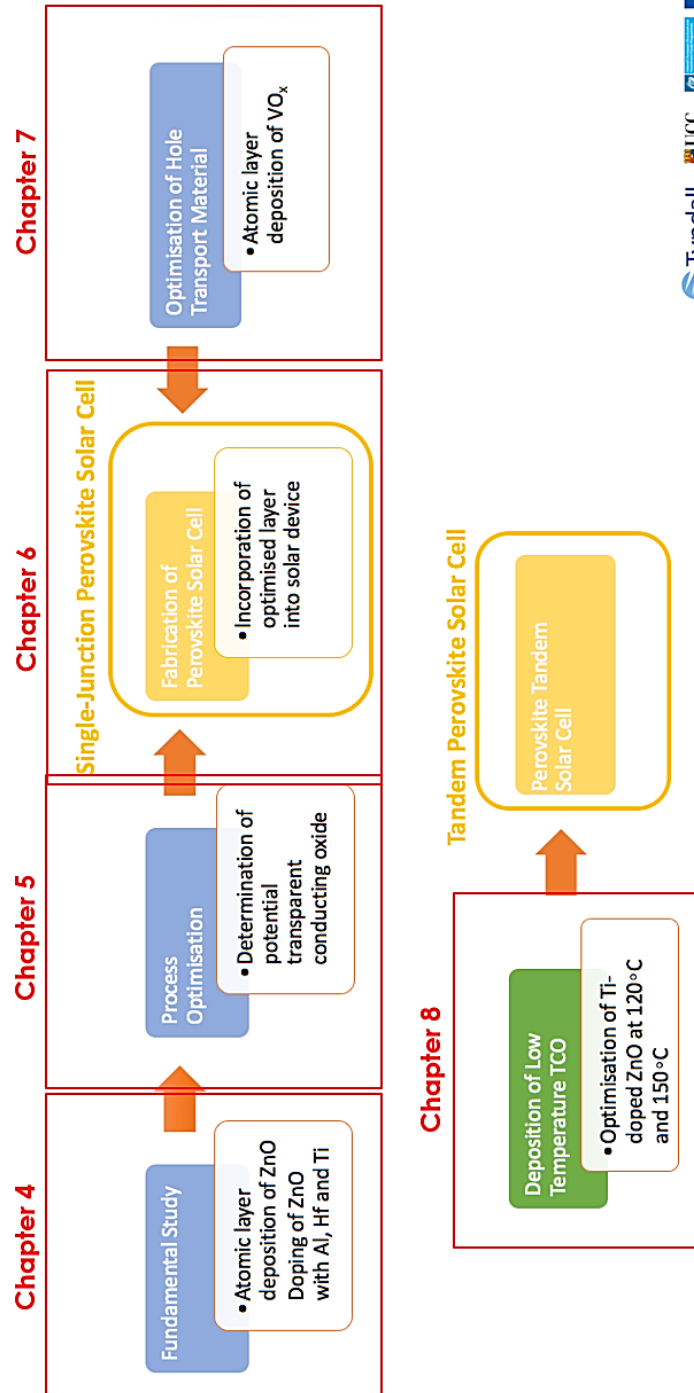 Chapter 4
Fundamental Study
•Atomic layer
deposition of ZnO
Doping of ZnO
with Al, Hf and Ti
Chapter 5
Process
Optimisation
•Determination of
potential
transparent
conducting oxide
Chapter 6
Single-Junction Perovskite Solar Cell
Fabrication of
Perovskite Solar Cell
•Incorporation of
optimised layer
into solar device
Chapter 7
Optimisation of Hole
Transport Material
•Atomic layer
deposition of VOₓ
Chapter 8
Deposition of Low
Temperature TCO
•Optimisation of Ti-
doped ZnO at 120°C
and 150°C
Tandem Perovskite Solar Cell
Perovskite Tandem
Solar Cell
Tyndall
UCC